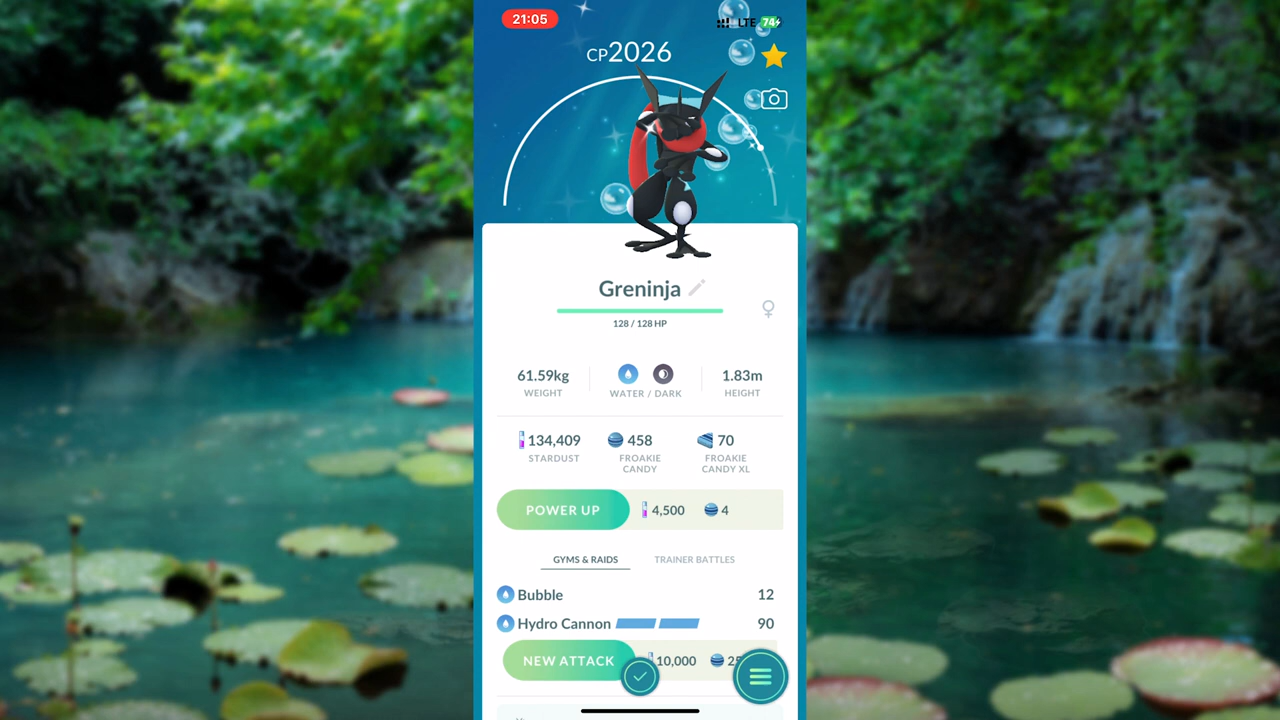 21:05
LTE 74
CP2026
Greninja
128 / 128 HP
61.59kg
WEIGHT
WATER / DARK
1.83m
HEIGHT
134,409
STARDUST
458
FROAKIE
CANDY
70
FROAKIE
CANDY XL
POWER UP
4,500
4
GYMS & RAIDS
TRAINER BATTLES
Bubble
12
Hydro Cannon
90
NEW ATTACK
10,000